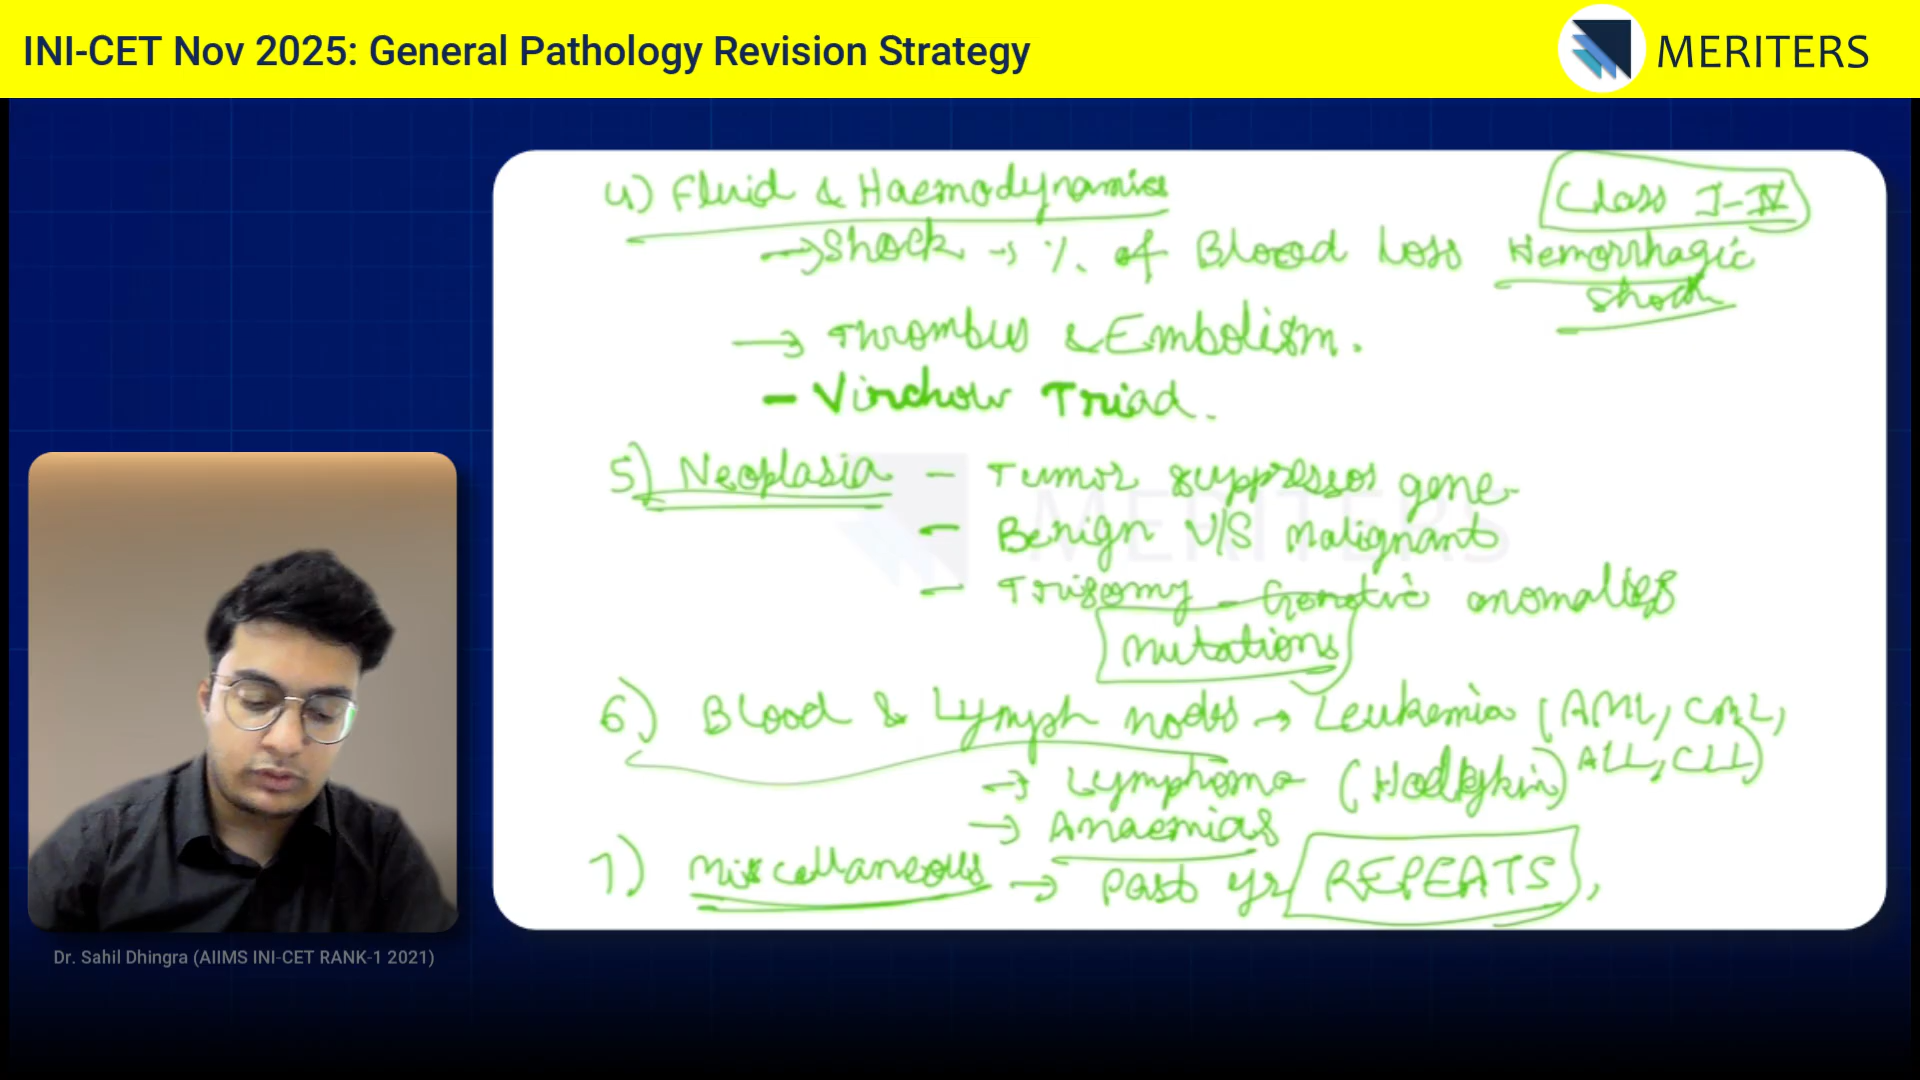 INI-CET Nov 2025: General Pathology Revision Strategy
MERITERS
4) Fluid & Haemodynamics
Class I-IV
→ Shock → % of Blood Loss Hemorrhagic
Shock
→ Thrombus & Embolism.
- Virchow Triad.
5) Neoplasia - Tumor suppressor gene
- Benign V/S Malignant
- Trisomy - Genetic anomalies
mutations
6) Blood & Lymph nodes → Leukemia (AML, CML,
ALL, CLL)
→ Lymphoma (Hodgkin)
→ Anaemias
7) Miscellaneous → Past yr REPEATS,
MERITERS
Dr. Sahil Dhingra (AIIMS INI-CET RANK-1 2021)